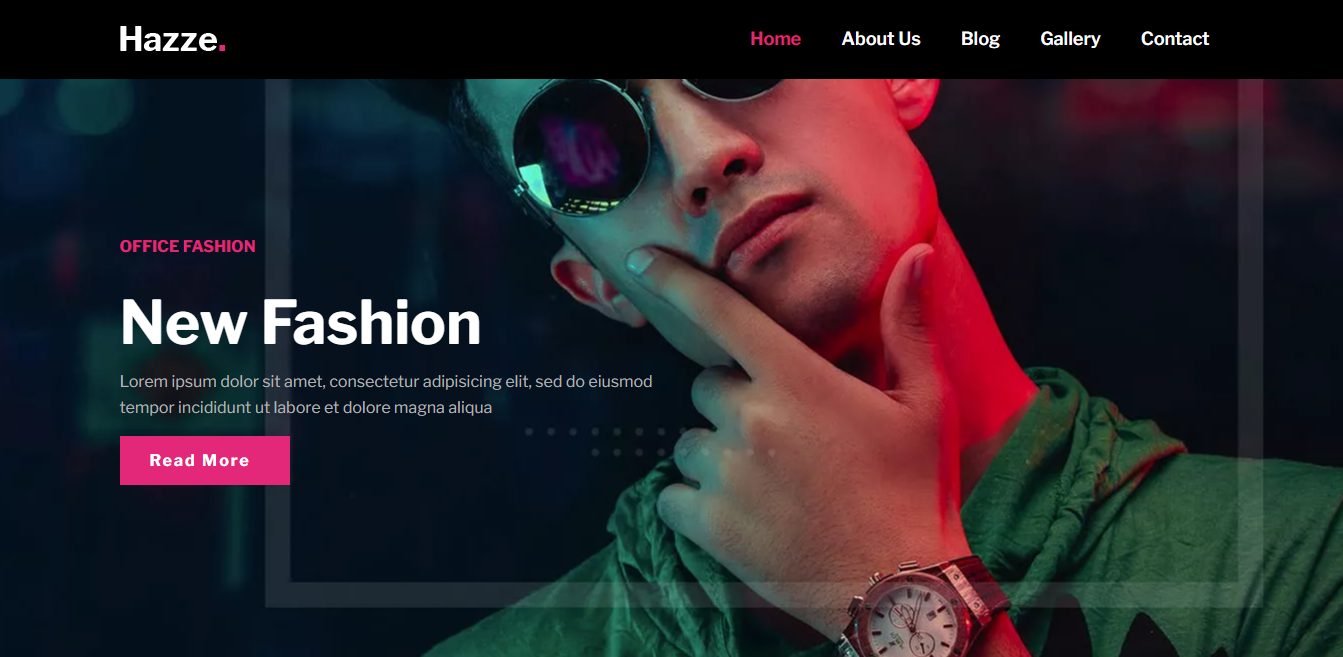 Hazze.
Home About Us Blog Gallery Contact
OFFICE FASHION
New Fashion
Lorem ipsum dolor sit amet, consectetur adipisicing elit, sed do eiusmod
tempor incididunt ut labore et dolore magna aliqua
Read More